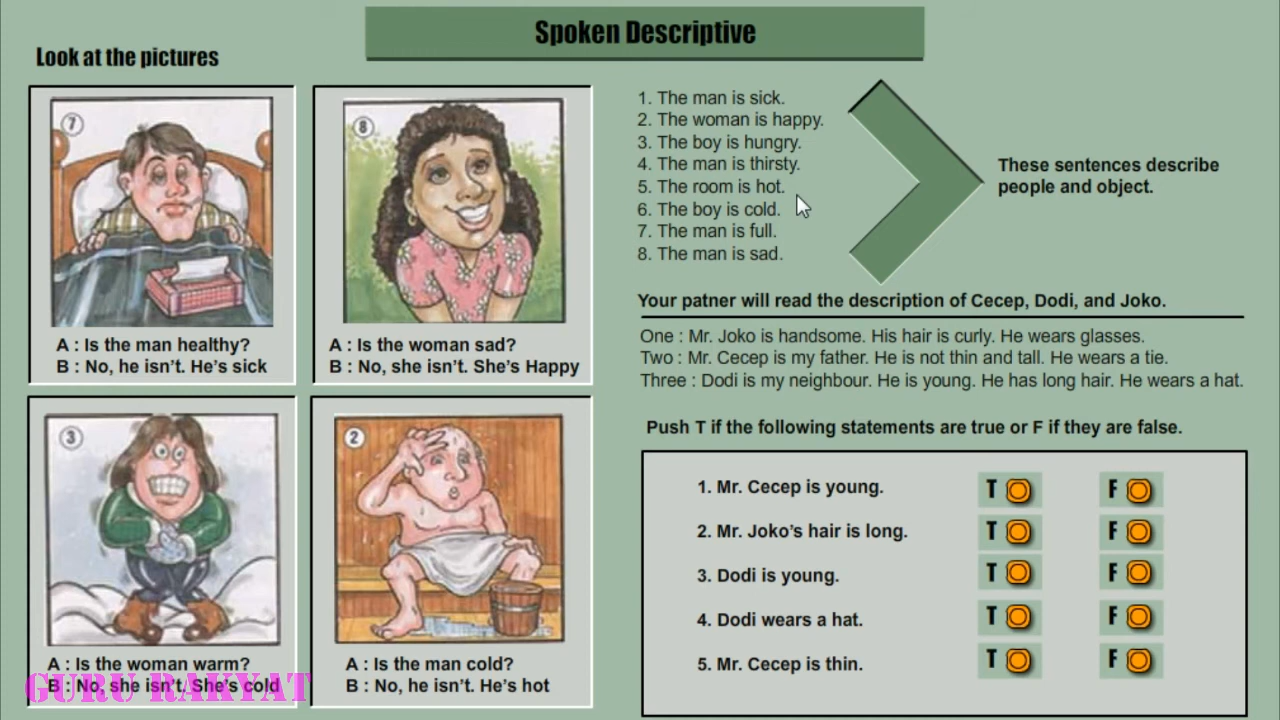 Spoken Descriptive
Look at the pictures
7
A : Is the man healthy?
B : No, he isn't. He's sick
8
A : Is the woman sad?
B : No, she isn't. She's Happy
3
A : Is the woman warm?
B : No, she isn't. She's cold
GURU RAKYAT
2
A : Is the man cold?
B : No, he isn't. He's hot
1. The man is sick.
2. The woman is happy.
3. The boy is hungry.
4. The man is thirsty.
5. The room is hot.
6. The boy is cold.
7. The man is full.
8. The man is sad.
These sentences describe
people and object.
Your patner will read the description of Cecep, Dodi, and Joko.
One : Mr. Joko is handsome. His hair is curly. He wears glasses.
Two : Mr. Cecep is my father. He is not thin and tall. He wears a tie.
Three : Dodi is my neighbour. He is young. He has long hair. He wears a hat.
Push T if the following statements are true or F if they are false.
1. Mr. Cecep is young. T F
2. Mr. Joko's hair is long. T F
3. Dodi is young. T F
4. Dodi wears a hat. T F
5. Mr. Cecep is thin. T F